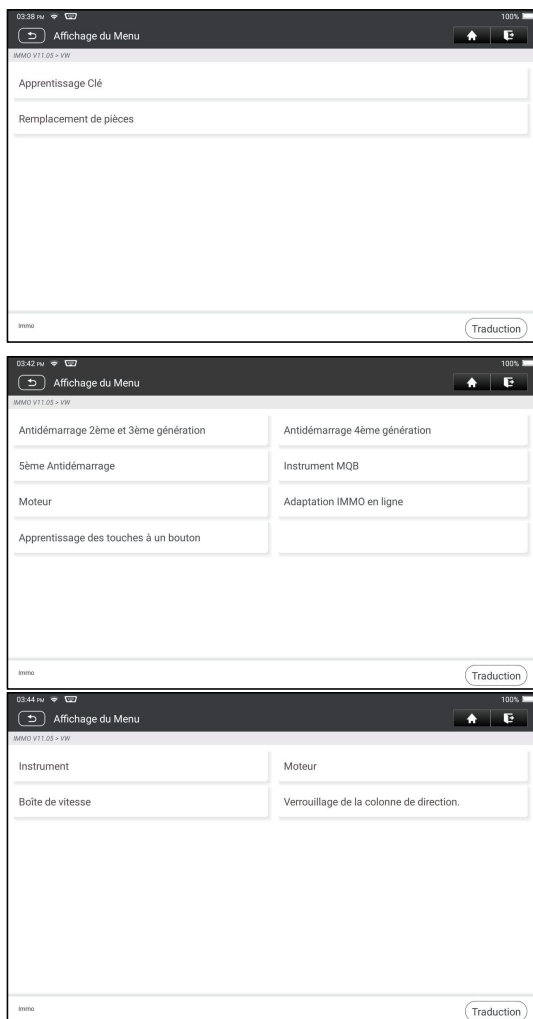 03:38 PM
100%
Affichage du Menu
IMMO V11.05 > VW
Apprentissage Clé
Remplacement de pièces
Immo
Traduction
03:42 PM
100%
Affichage du Menu
IMMO V11.05 > VW
Antidémarrage 2ème et 3ème génération
Antidémarrage 4ème génération
5ème Antidémarrage
Instrument MQB
Moteur
Adaptation IMMO en ligne
Apprentissage des touches à un bouton
Immo
Traduction
03:44 PM
100%
Affichage du Menu
IMMO V11.05 > VW
Instrument
Moteur
Boîte de vitesse
Verrouillage de la colonne de direction.
Immo
Traduction